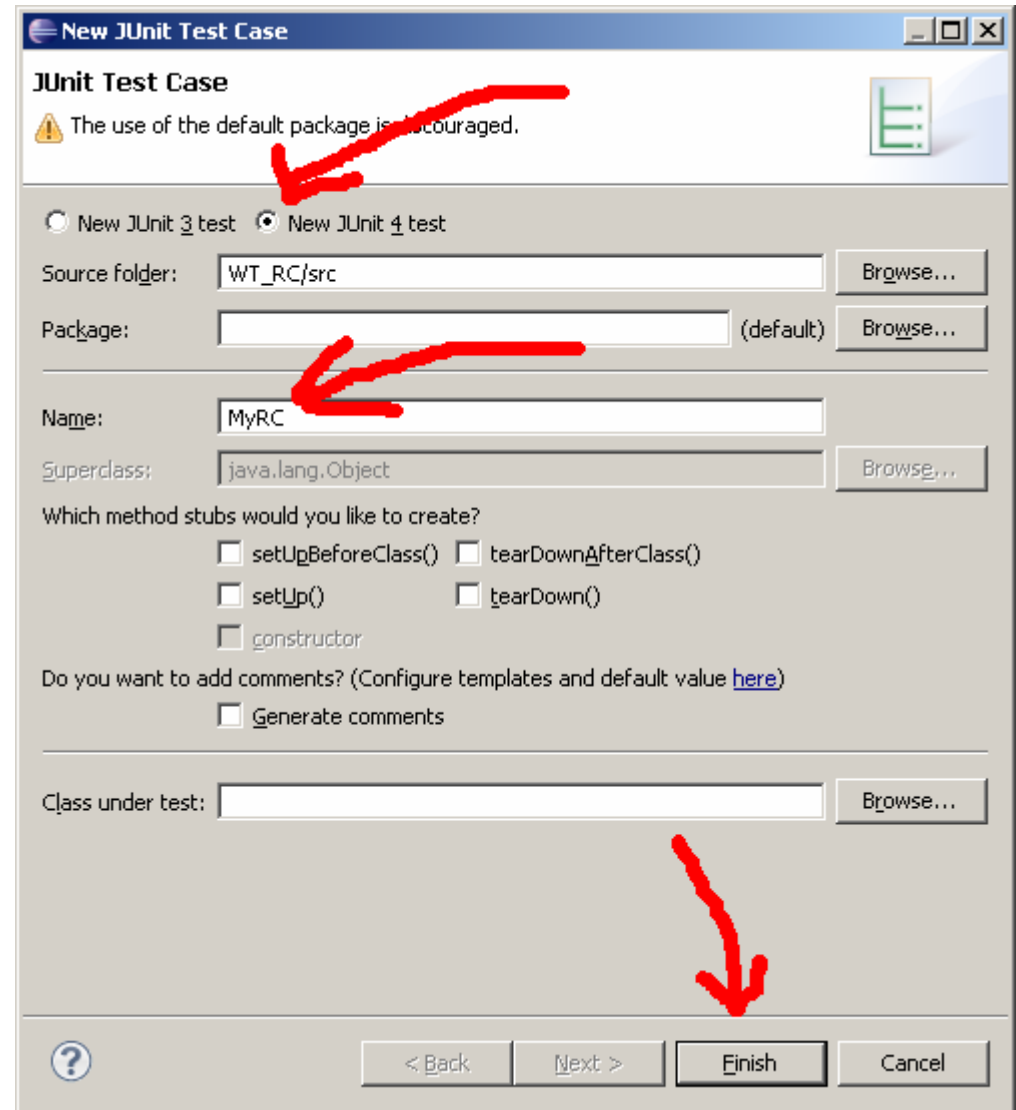 New JUnit Test Case
JUnit Test Case
The use of the default package is discouraged.
New JUnit 3 test New JUnit 4 test
Source folder: WT_RC/src Browse...
Package: (default) Browse...
Name: MyRC
Superclass: java.lang.Object Browse...
Which method stubs would you like to create?
setUpBeforeClass() tearDownAfterClass()
setUp() tearDown()
constructor
Do you want to add comments? (Configure templates and default value here)
Generate comments
Class under test: Browse...
? < Back Next > Finish Cancel